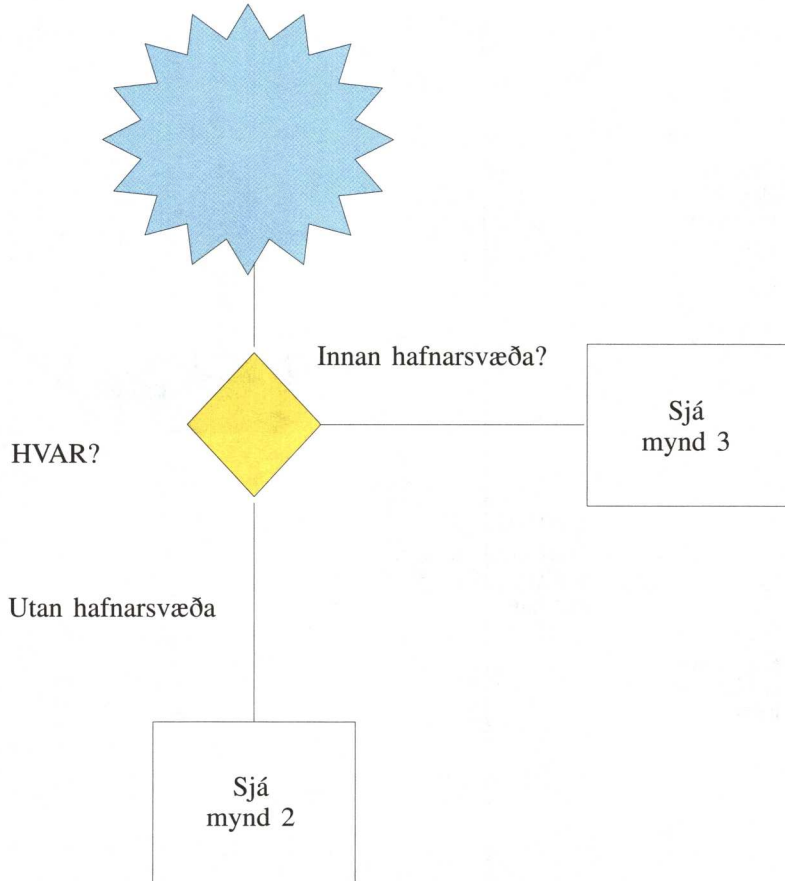 Innan hafnarsvæða?
Sjá
mynd 3
HVAR?
Utan hafnarsvæða
Sjá
mynd 2